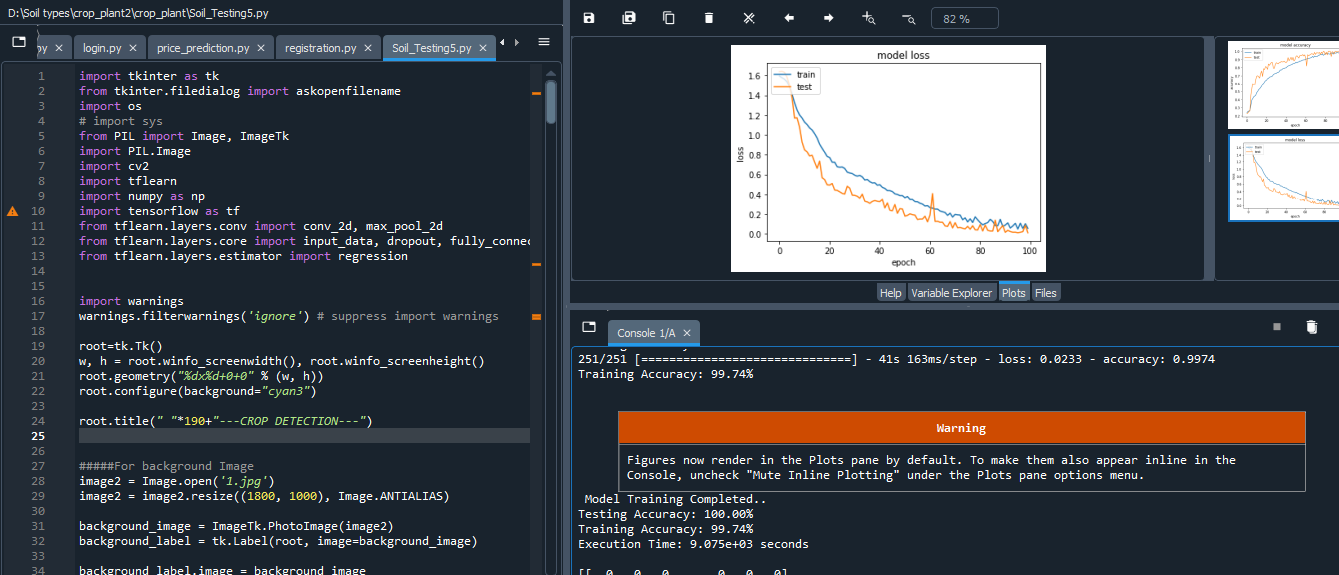 D:\Soil types\crop_plant2\crop_plant\Soil_Testing5.py
py × login.py × price_prediction.py × registration.py × Soil_Testing5.py ×
1 import tkinter as tk
2 from tkinter.filedialog import askopenfilename
3 import os
4 # import sys
5 from PIL import Image, ImageTk
6 import PIL.Image
7 import cv2
8 import tflearn
9 import numpy as np
10 import tensorflow as tf
11 from tflearn.layers.conv import conv_2d, max_pool_2d
12 from tflearn.layers.core import input_data, dropout, fully_connec
13 from tflearn.layers.estimator import regression
14
15
16 import warnings
17 warnings.filterwarnings('ignore') # suppress import warnings
18
19 root=tk.Tk()
20 w, h = root.winfo_screenwidth(), root.winfo_screenheight()
21 root.geometry("%dx%d+0+0" % (w, h))
22 root.configure(background="cyan3")
23
24 root.title(" "*190+"---CROP DETECTION---")
25
26
27 #####For background Image
28 image2 = Image.open('1.jpg')
29 image2 = image2.resize((1800, 1000), Image.ANTIALIAS)
30
31 background_image = ImageTk.PhotoImage(image2)
32 background_label = tk.Label(root, image=background_image)
33
34 background_label.image = background_image
82 %
model loss
train
test
1.6
1.4
1.2
1.0
0.8
0.6
0.4
0.2
0.0
loss
0 20 40 60 80 100
epoch
model accuracy
train
test
epoch
model loss
train
test
epoch
Help Variable Explorer Plots Files
Console 1/A ×
251/251 [==============================] - 41s 163ms/step - loss: 0.0233 - accuracy: 0.9974
Training Accuracy: 99.74%
Warning
Figures now render in the Plots pane by default. To make them also appear inline in the
Console, uncheck "Mute Inline Plotting" under the Plots pane options menu.
Model Training Completed..
Testing Accuracy: 100.00%
Training Accuracy: 99.74%
Execution Time: 9.075e+03 seconds